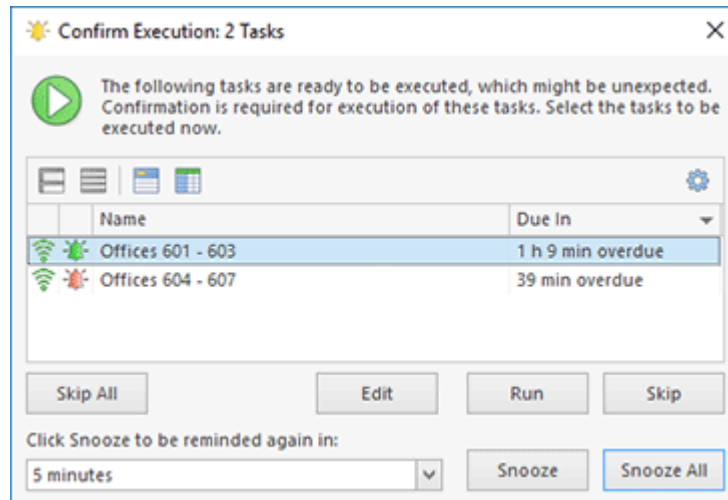 Confirm Execution: 2 Tasks
The following tasks are ready to be executed, which might be unexpected.
Confirmation is required for execution of these tasks. Select the tasks to be
executed now.
Name Due In
Offices 601 - 603 1 h 9 min overdue
Offices 604 - 607 39 min overdue
Skip All Edit Run Skip
Click Snooze to be reminded again in:
5 minutes Snooze Snooze All